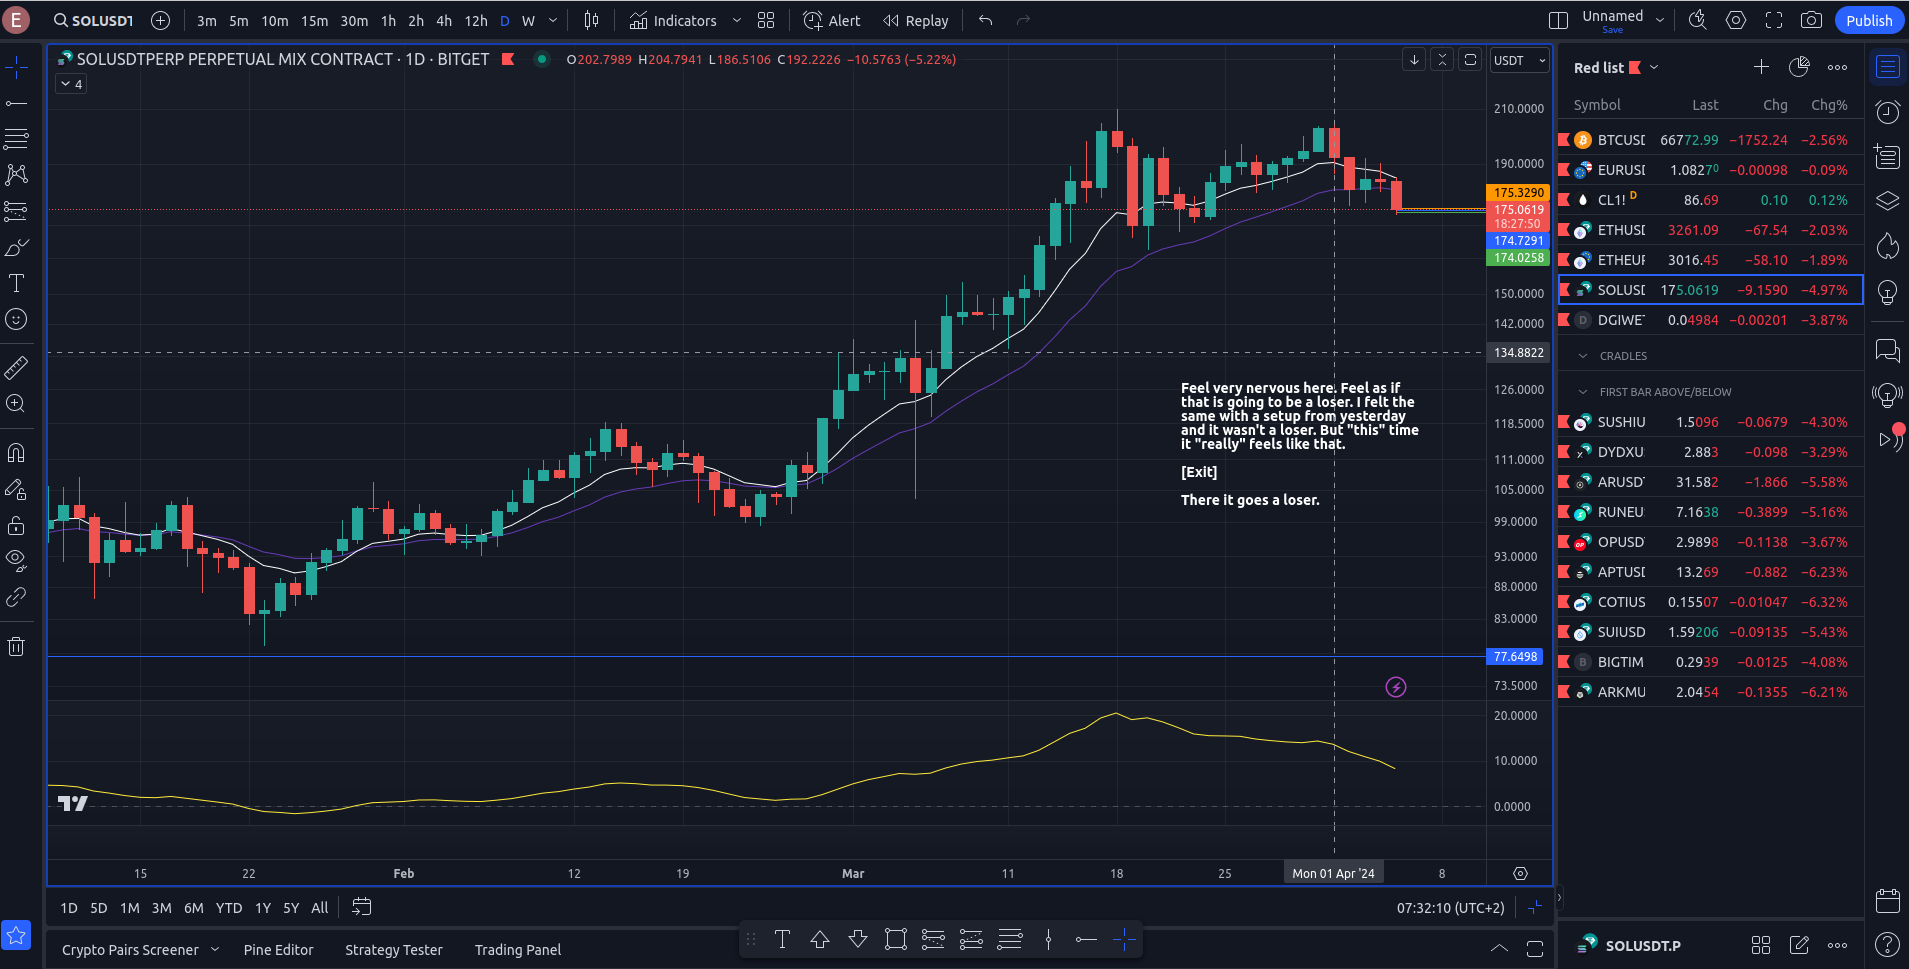 E
SOLUSDT
3m 5m 10m 15m 30m 1h 2h 4h 12h D W
Indicators
Alert
Replay
Unnamed
Save
Publish
SOLUSDTPERP PERPETUAL MIX CONTRACT · 1D · BITGET
O202.7989 H204.7941 L186.5106 C192.2226 −10.5763 (−5.22%)
4
USDT
210.0000
190.0000
175.3290
175.0619
18:27:50
174.7291
174.0258
150.0000
142.0000
134.8822
126.0000
118.5000
111.0000
105.0000
99.0000
93.0000
88.0000
83.0000
77.6498
73.5000
20.0000
10.0000
0.0000
Feel very nervous here. Feel as if
that is going to be a loser. I felt the
same with a setup from yesterday
and it wasn't a loser. But "this" time
it "really" feels like that.
[Exit]
There it goes a loser.
15 22 Feb 12 19 Mar 11 18 25 Mon 01 Apr '24 8
1D 5D 1M 3M 6M YTD 1Y 5Y All
07:32:10 (UTC+2)
Crypto Pairs Screener Pine Editor Strategy Tester Trading Panel
Red list
Symbol Last Chg Chg%
BTCUSD 66772.99 −1752.24 −2.56%
EURUSD 1.08270 −0.00098 −0.09%
CL1! D 86.69 0.10 0.12%
ETHUSD 3261.09 −67.54 −2.03%
ETHEUR 3016.45 −58.10 −1.89%
SOLUSD 175.0619 −9.1590 −4.97%
D DGIWE 0.04984 −0.00201 −3.87%
CRADLES
FIRST BAR ABOVE/BELOW
SUSHIU 1.5096 −0.0679 −4.30%
DYDXU 2.883 −0.098 −3.29%
ARUSD 31.582 −1.866 −5.58%
RUNEU 7.1638 −0.3899 −5.16%
OP OPUSD 2.9898 −0.1138 −3.67%
APTUSD 13.269 −0.882 −6.23%
COTIUS 0.15507 −0.01047 −6.32%
SUIUSD 1.59206 −0.09135 −5.43%
B BIGTIM 0.2939 −0.0125 −4.08%
ARKMU 2.0454 −0.1355 −6.21%
SOLUSDT.P